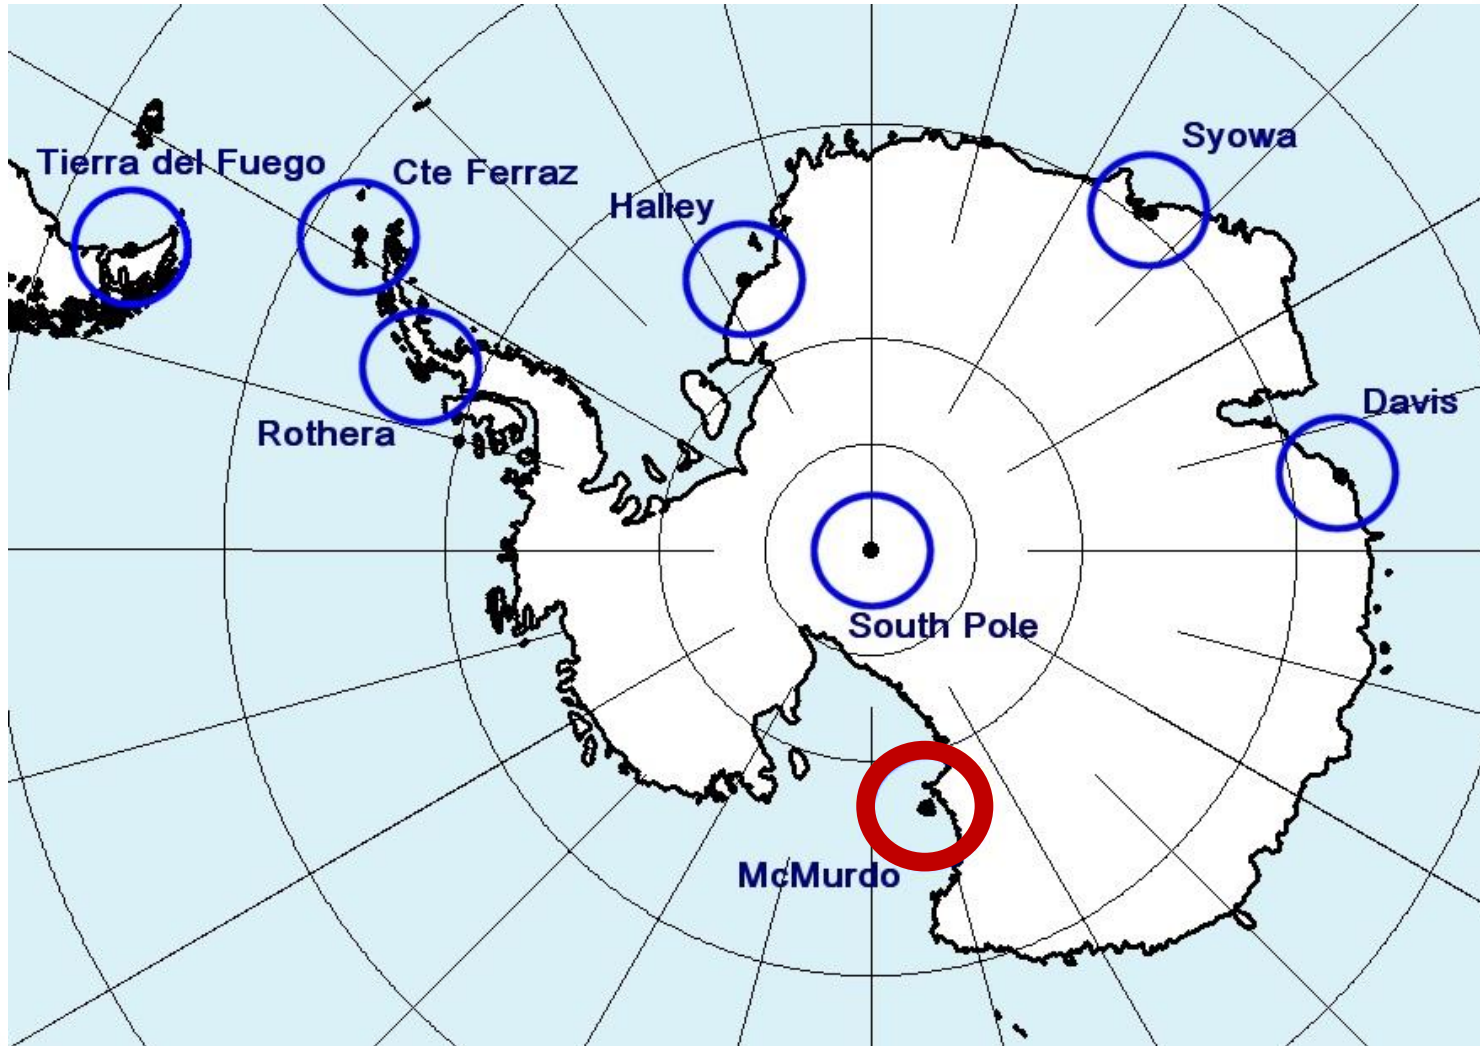 Tierra del Fuego
Cte Ferraz
Syowa
Halley
Davis
Rothera
South Pole
McMurdo